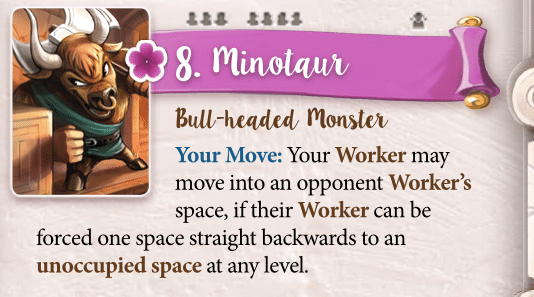 8. Minotaur
Bull-headed Monster
Your Move: Your Worker may
move into an opponent Worker's
space, if their Worker can be
forced one space straight backwards to an
unoccupied space at any level.